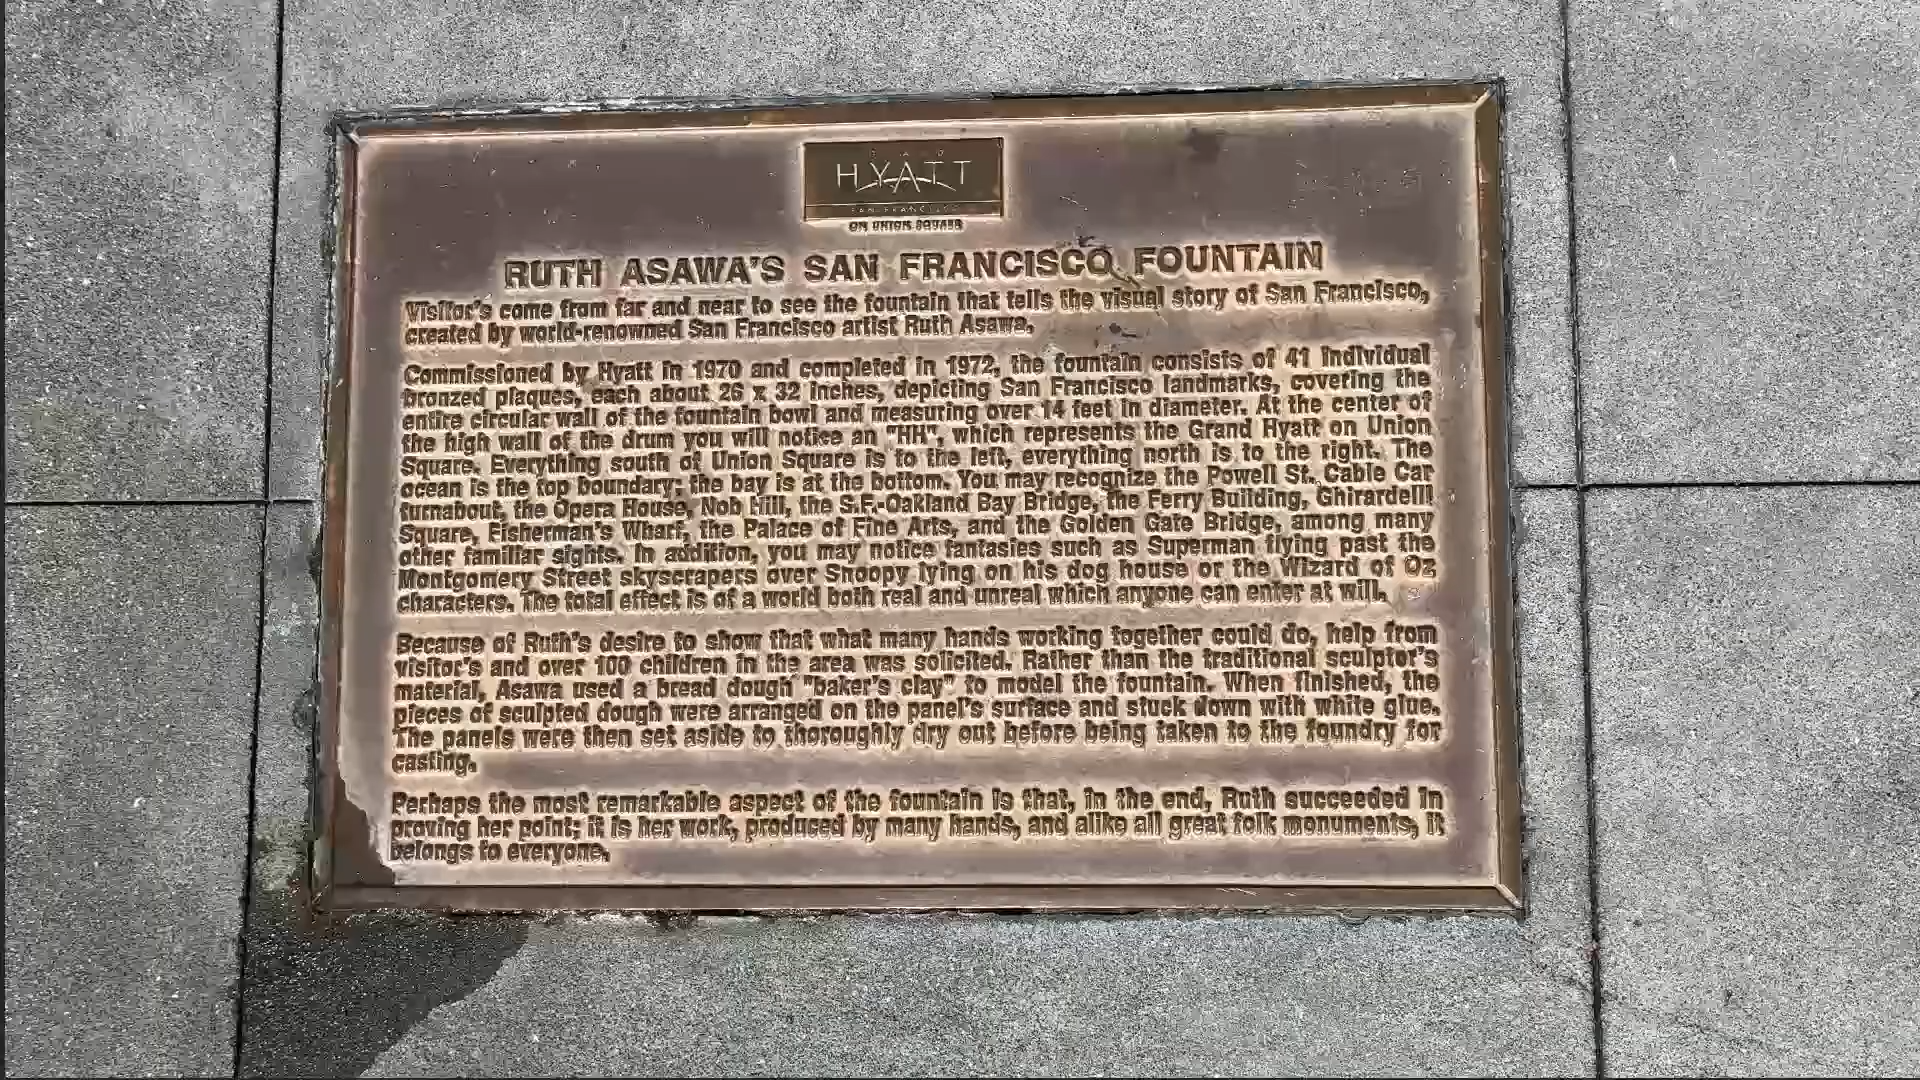 HYATT
SAN FRANCISCO
ON UNION SQUARE
RUTH ASAWA'S SAN FRANCISCO FOUNTAIN
Visitor's come from far and near to see the fountain that tells the visual story of San Francisco,
created by world-renowned San Francisco artist Ruth Asawa.
Commissioned by Hyatt in 1970 and completed in 1972, the fountain consists of 41 individual
bronzed plaques, each about 26 x 32 inches, depicting San Francisco landmarks, covering the
entire circular wall of the fountain bowl and measuring over 14 feet in diameter. At the center of
the high wall of the drum you will notice an "HH", which represents the Grand Hyatt on Union
Square. Everything south of Union Square is to the left, everything north is to the right. The
ocean is the top boundary; the bay is at the bottom. You may recognize the Powell St. Cable Car
turnabout, the Opera House, Nob Hill, the S.F.-Oakland Bay Bridge, the Ferry Building, Ghirardelli
Square, Fisherman's Wharf, the Palace of Fine Arts, and the Golden Gate Bridge, among many
other familiar sights. In addition, you may notice fantasies such as Superman flying past the
Montgomery Street skyscrapers over Snoopy lying on his dog house or the Wizard of Oz
characters. The total effect is of a world both real and unreal which anyone can enter at will.
Because of Ruth's desire to show that what many hands working together could do, help from
visitor's and over 100 children in the area was solicited. Rather than the traditional sculptor's
material, Asawa used a bread dough "baker's clay" to model the fountain. When finished, the
pieces of sculpted dough were arranged on the panel's surface and stuck down with white glue.
The panels were then set aside to thoroughly dry out before being taken to the foundry for
casting.
Perhaps the most remarkable aspect of the fountain is that, in the end, Ruth succeeded in
proving her point; it is her work, produced by many hands, and alike all great folk monuments, it
belongs to everyone.